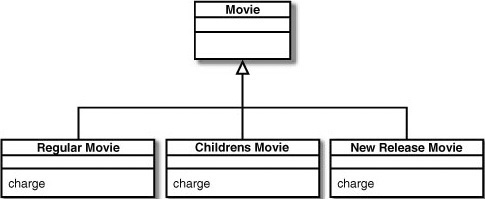 Movie
Regular Movie
Childrens Movie
New Release Movie
charge
charge
charge